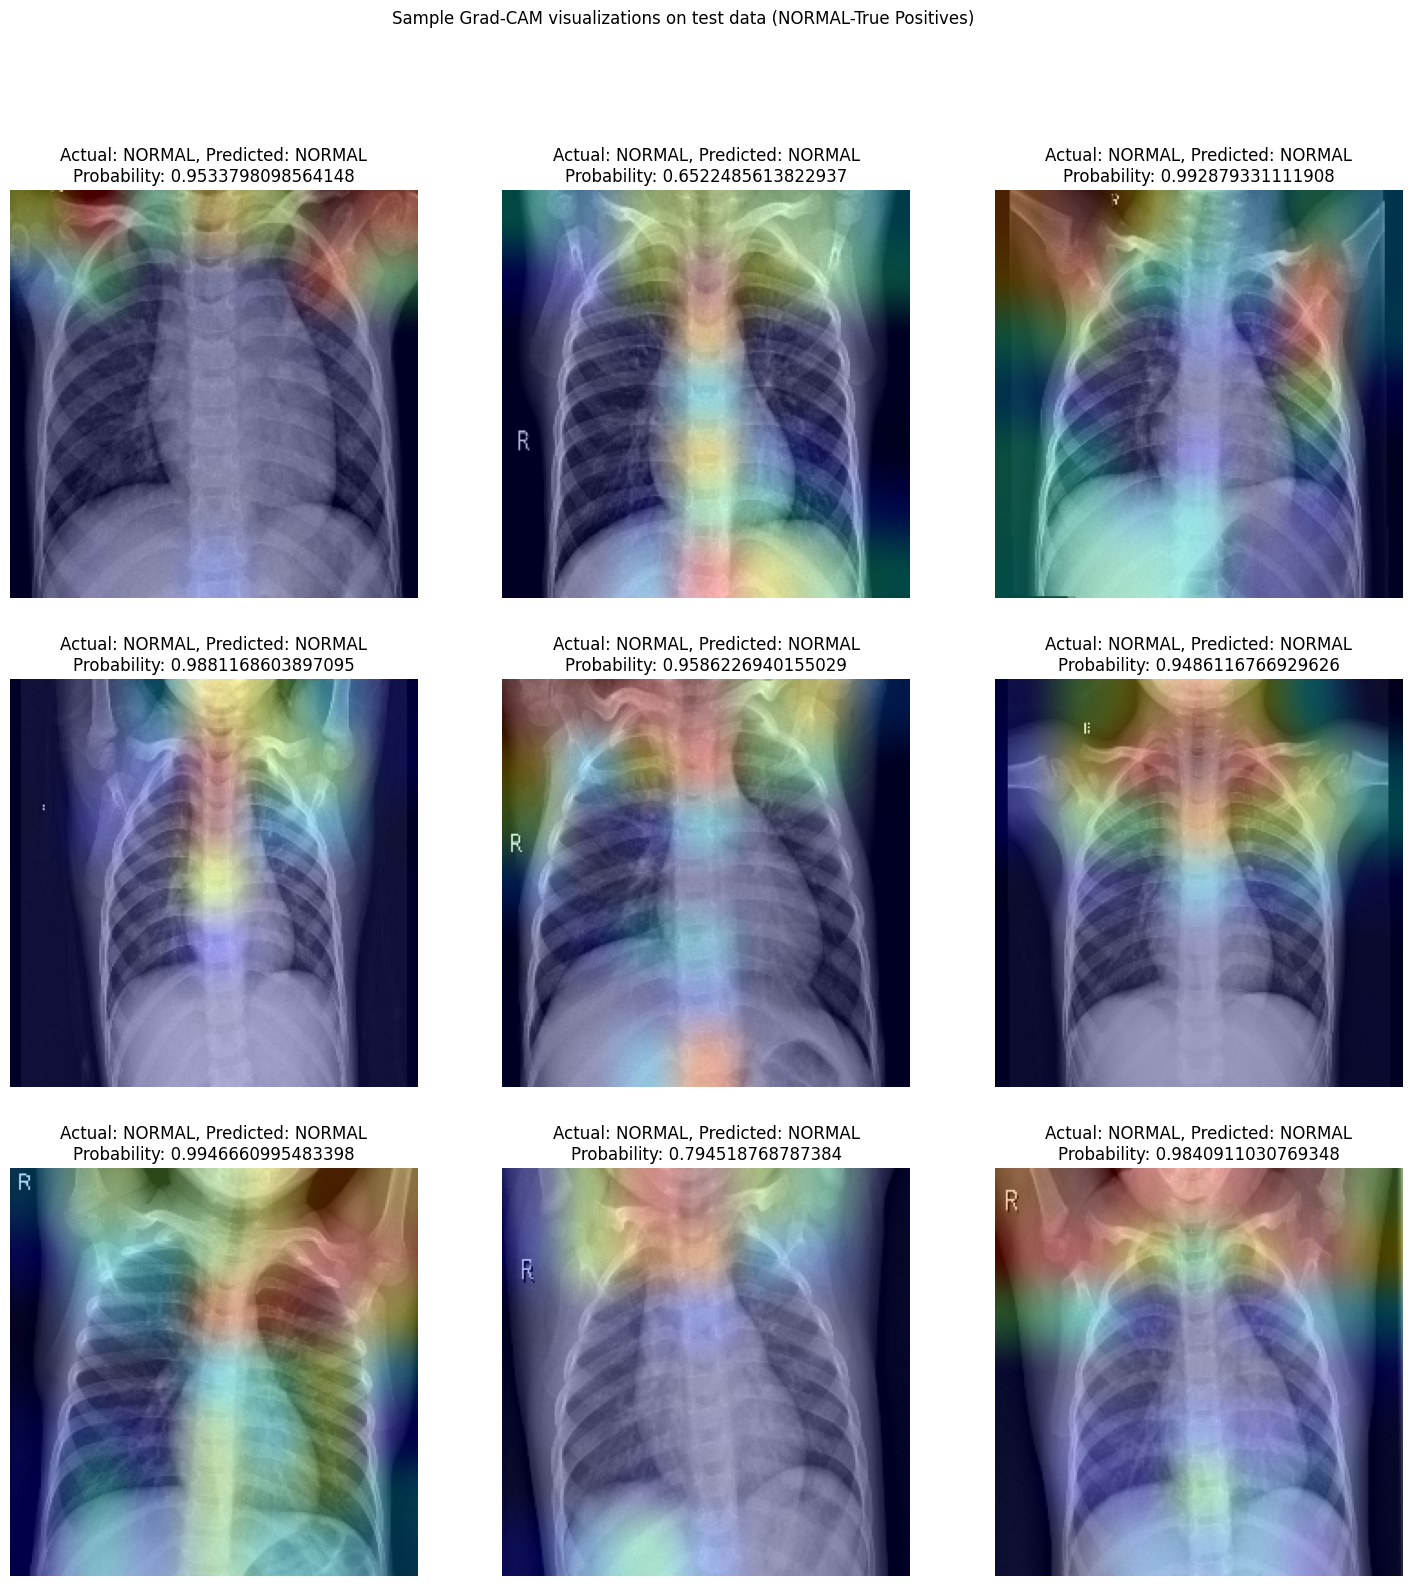 Sample Grad-CAM visualizations on test data (NORMAL-True Positives)
Actual: NORMAL, Predicted: NORMAL
Probability: 0.9533798098564148
Actual: NORMAL, Predicted: NORMAL
Probability: 0.6522485613822937
Actual: NORMAL, Predicted: NORMAL
Probability: 0.992879331111908
R
R
Actual: NORMAL, Predicted: NORMAL
Probability: 0.9881168603897095
Actual: NORMAL, Predicted: NORMAL
Probability: 0.9586226940155029
Actual: NORMAL, Predicted: NORMAL
Probability: 0.9486116766929626
R
Actual: NORMAL, Predicted: NORMAL
Probability: 0.9946660995483398
Actual: NORMAL, Predicted: NORMAL
Probability: 0.794518768787384
Actual: NORMAL, Predicted: NORMAL
Probability: 0.9840911030769348
R
R
R